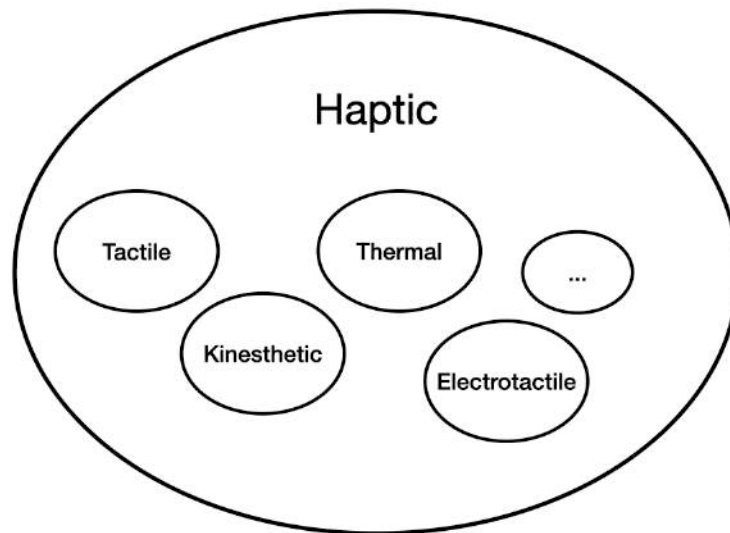 Haptic
Tactile
Thermal
...
Kinesthetic
Electrotactile